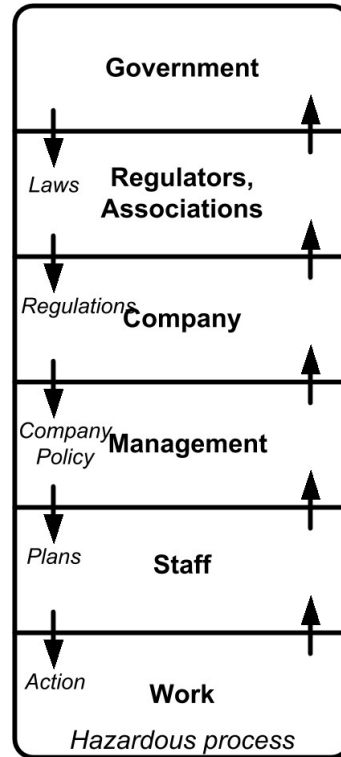 Government
Laws
Regulators,
Associations
Regulations
Company
Company
Policy
Management
Plans
Staff
Action
Work
Hazardous process